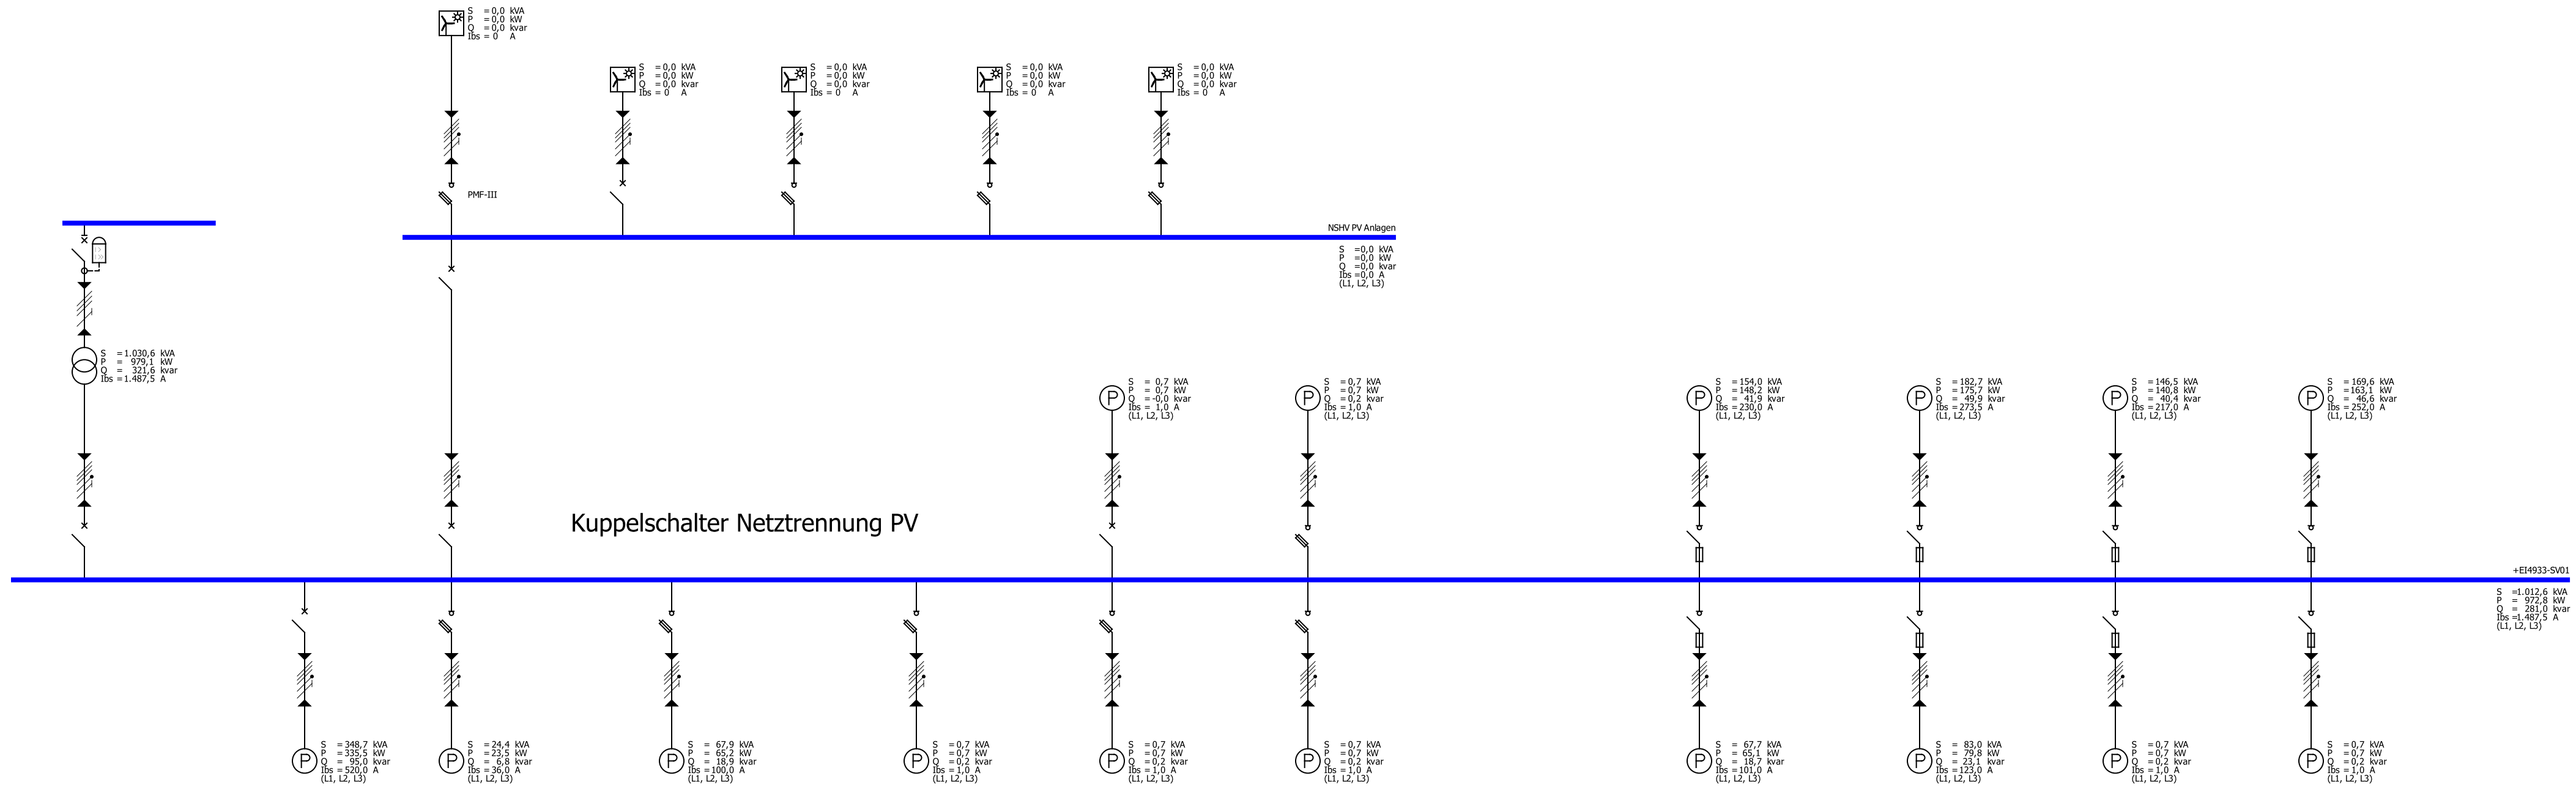 S = 0,0 kVA
P = 0,0 kW
Q = 0,0 kvar
Ibs = 0 A
S = 0,0 kVA
P = 0,0 kW
Q = 0,0 kvar
Ibs = 0 A
S = 0,0 kVA
P = 0,0 kW
Q = 0,0 kvar
Ibs = 0 A
S = 0,0 kVA
P = 0,0 kW
Q = 0,0 kvar
Ibs = 0 A
S = 0,0 kVA
P = 0,0 kW
Q = 0,0 kvar
Ibs = 0 A
PMF-III
NSHV PV Anlagen
S =0,0 kVA
P =0,0 kW
Q =0,0 kvar
Ibs =0,0 A
(L1, L2, L3)
S = 1.030,6 kVA
P = 979,1 kW
Q = 321,6 kvar
Ibs = 1.487,5 A
S = 0,7 kVA
P = 0,7 kW
Q = -0,0 kvar
Ibs = 1,0 A
(L1, L2, L3)
S = 0,7 kVA
P = 0,7 kW
Q = 0,2 kvar
Ibs = 1,0 A
(L1, L2, L3)
S = 154,0 kVA
P = 148,2 kW
Q = 41,9 kvar
Ibs = 230,0 A
(L1, L2, L3)
S = 182,7 kVA
P = 175,7 kW
Q = 49,9 kvar
Ibs = 273,5 A
(L1, L2, L3)
S = 146,5 kVA
P = 140,8 kW
Q = 40,4 kvar
Ibs = 217,0 A
(L1, L2, L3)
S = 169,6 kVA
P = 163,1 kW
Q = 46,6 kvar
Ibs = 252,0 A
(L1, L2, L3)
Kuppelschalter Netztrennung PV
+EI4933-SV01
S =1.012,6 kVA
P = 972,8 kW
Q = 281,0 kvar
Ibs =1.487,5 A
(L1, L2, L3)
S = 348,7 kVA
P = 335,5 kW
Q = 95,0 kvar
Ibs = 520,0 A
(L1, L2, L3)
S = 24,4 kVA
P = 23,5 kW
Q = 6,8 kvar
Ibs = 36,0 A
(L1, L2, L3)
S = 67,9 kVA
P = 65,2 kW
Q = 18,9 kvar
Ibs = 100,0 A
(L1, L2, L3)
S = 0,7 kVA
P = 0,7 kW
Q = 0,2 kvar
Ibs = 1,0 A
(L1, L2, L3)
S = 0,7 kVA
P = 0,7 kW
Q = 0,2 kvar
Ibs = 1,0 A
(L1, L2, L3)
S = 0,7 kVA
P = 0,7 kW
Q = 0,2 kvar
Ibs = 1,0 A
(L1, L2, L3)
S = 67,7 kVA
P = 65,1 kW
Q = 18,7 kvar
Ibs = 101,0 A
(L1, L2, L3)
S = 83,0 kVA
P = 79,8 kW
Q = 23,1 kvar
Ibs = 123,0 A
(L1, L2, L3)
S = 0,7 kVA
P = 0,7 kW
Q = 0,2 kvar
Ibs = 1,0 A
(L1, L2, L3)
S = 0,7 kVA
P = 0,7 kW
Q = 0,2 kvar
Ibs = 1,0 A
(L1, L2, L3)